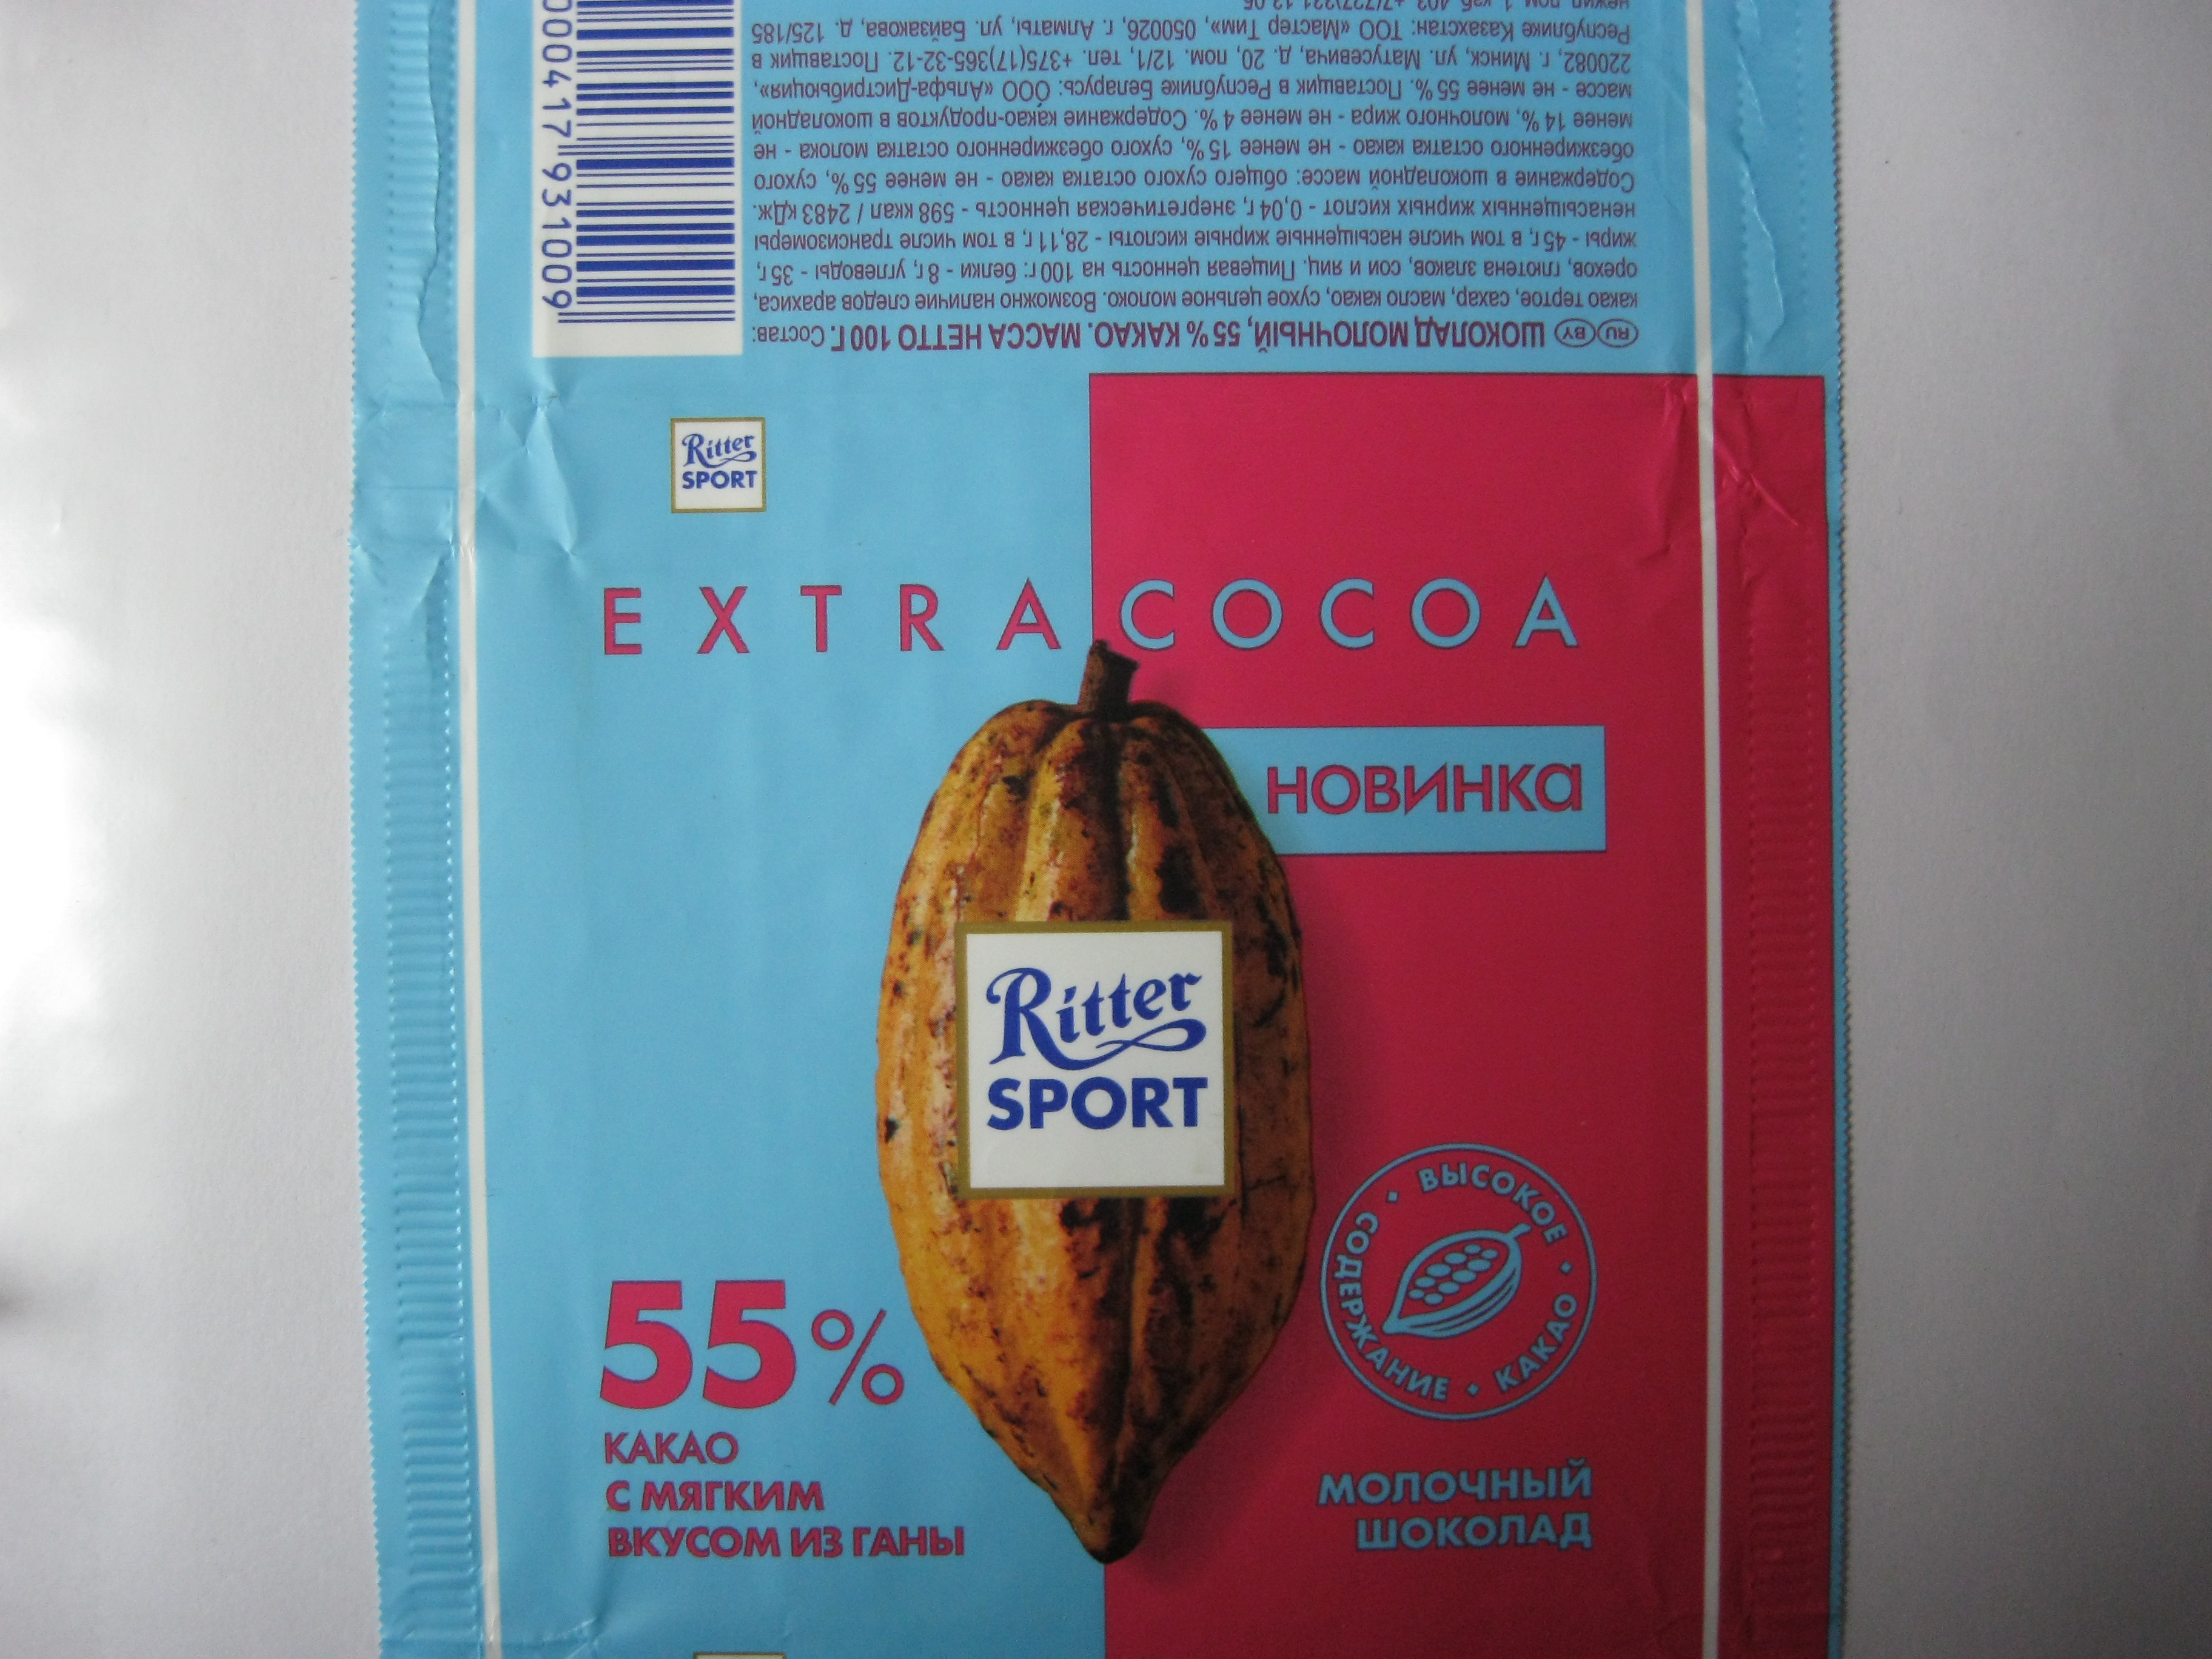 Ritter
SPORT
EXTRA COCOA
НОВИНКА
Ritter
SPORT
ВЫСОКОЕ • СОДЕРЖАНИЕ • КАКАО •
55%
КАКАО
С МЯГКИМ
ВКУСОМ ИЗ ГАНЫ
МОЛОЧНЫЙ
ШОКОЛАД
RU BY ШОКОЛАД МОЛОЧНЫЙ, 55 % КАКАО. МАССА НЕТТО 100 Г. Состав:
какао тертое, сахар, масло какао, сухое цельное молоко. Возможно наличие следов арахиса,
орехов, глютена злаков, сои и яиц. Пищевая ценность на 100 г: белки - 8 г, углеводы - 35 г,
жиры - 45 г, в том числе насыщенные жирные кислоты - 28,11 г, в том числе трансизомеры
ненасыщенных жирных кислот - 0,04 г, энергетическая ценность - 598 ккал / 2483 кДж.
Содержание в шоколадной массе: общего сухого остатка какао - не менее 55 %, сухого
обезжиренного остатка какао - не менее 15 %, сухого обезжиренного остатка молока - не
менее 14 %, молочного жира - не менее 4 %. Содержание какао-продуктов в шоколадной
массе - не менее 55 %. Поставщик в Республике Беларусь: ООО «Альфа-Дистрибьюция»,
220082, г. Минск, ул. Матусевича, д. 20, пом. 12/1, тел. +375(17)365-32-12. Поставщик в
Республике Казахстан: ТОО «Мастер Тим», 050026, г. Алматы, ул. Байзакова, д. 125/185
000417 931009